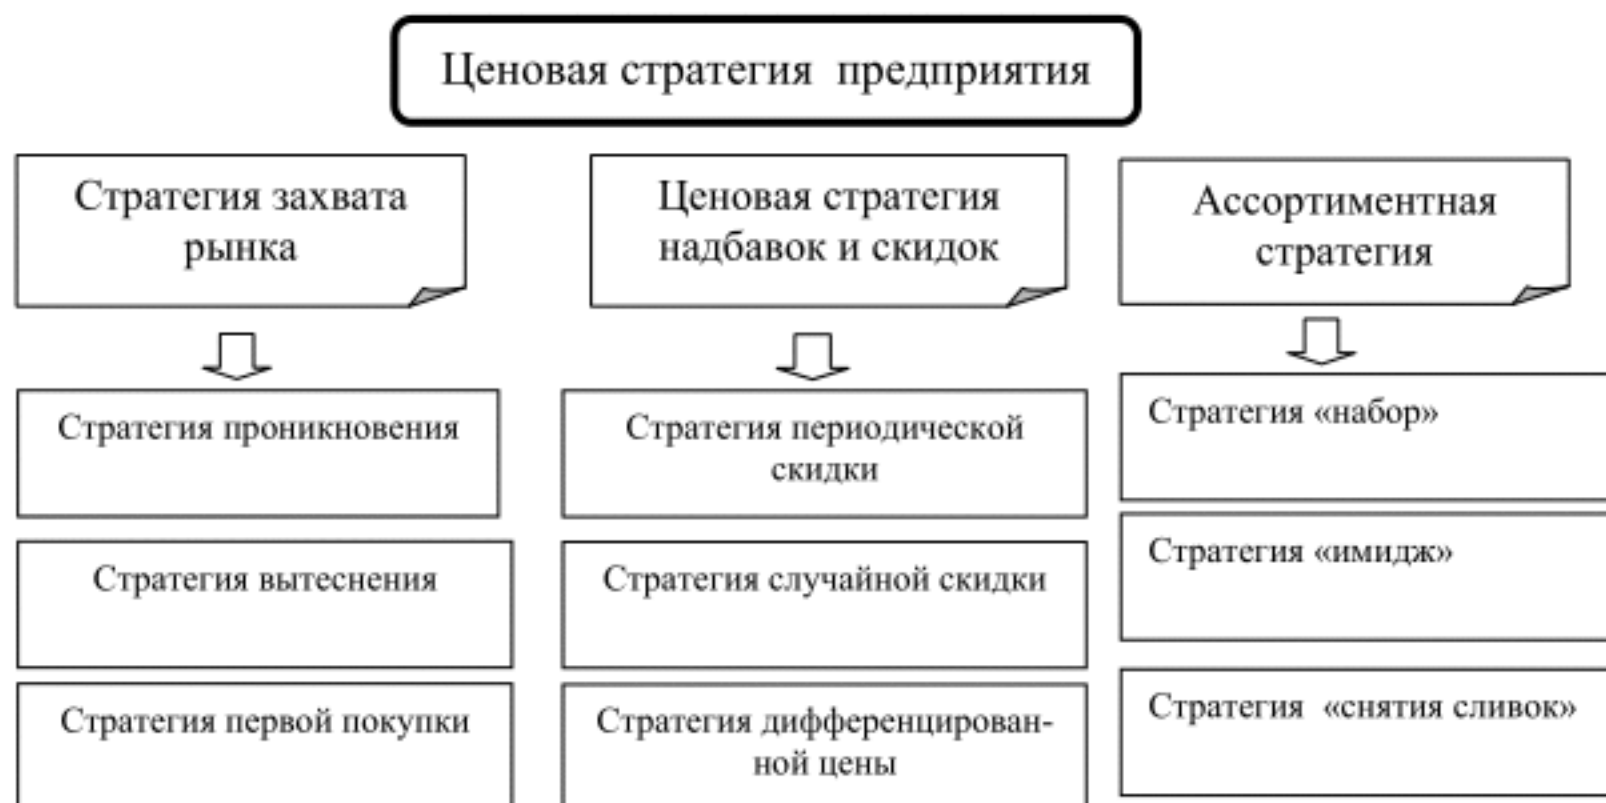 Ценовая стратегия предприятия
Стратегия захвата
рынка
Ценовая стратегия
надбавок и скидок
Ассортиментная
стратегия
Стратегия проникновения
Стратегия вытеснения
Стратегия первой покупки
Стратегия периодической
скидки
Стратегия случайной скидки
Стратегия дифференцирован-
ной цены
Стратегия «набор»
Стратегия «имидж»
Стратегия «снятия сливок»